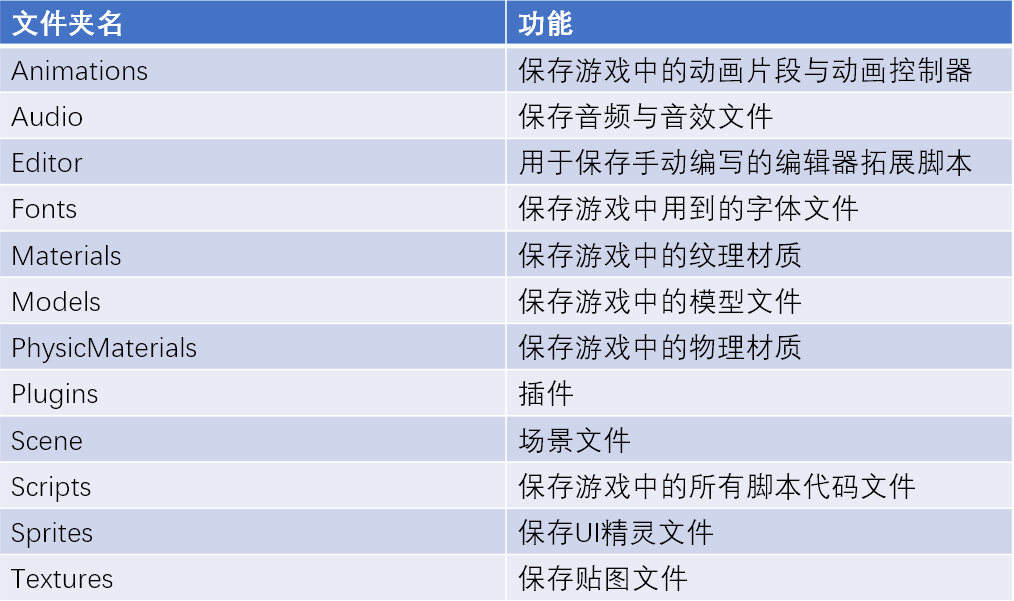 文件夹名 功能
Animations 保存游戏中的动画片段与动画控制器
Audio 保存音频与音效文件
Editor 用于保存手动编写的编辑器拓展脚本
Fonts 保存游戏中用到的字体文件
Materials 保存游戏中的纹理材质
Models 保存游戏中的模型文件
PhysicMaterials 保存游戏中的物理材质
Plugins 插件
Scene 场景文件
Scripts 保存游戏中的所有脚本代码文件
Sprites 保存UI精灵文件
Textures 保存贴图文件